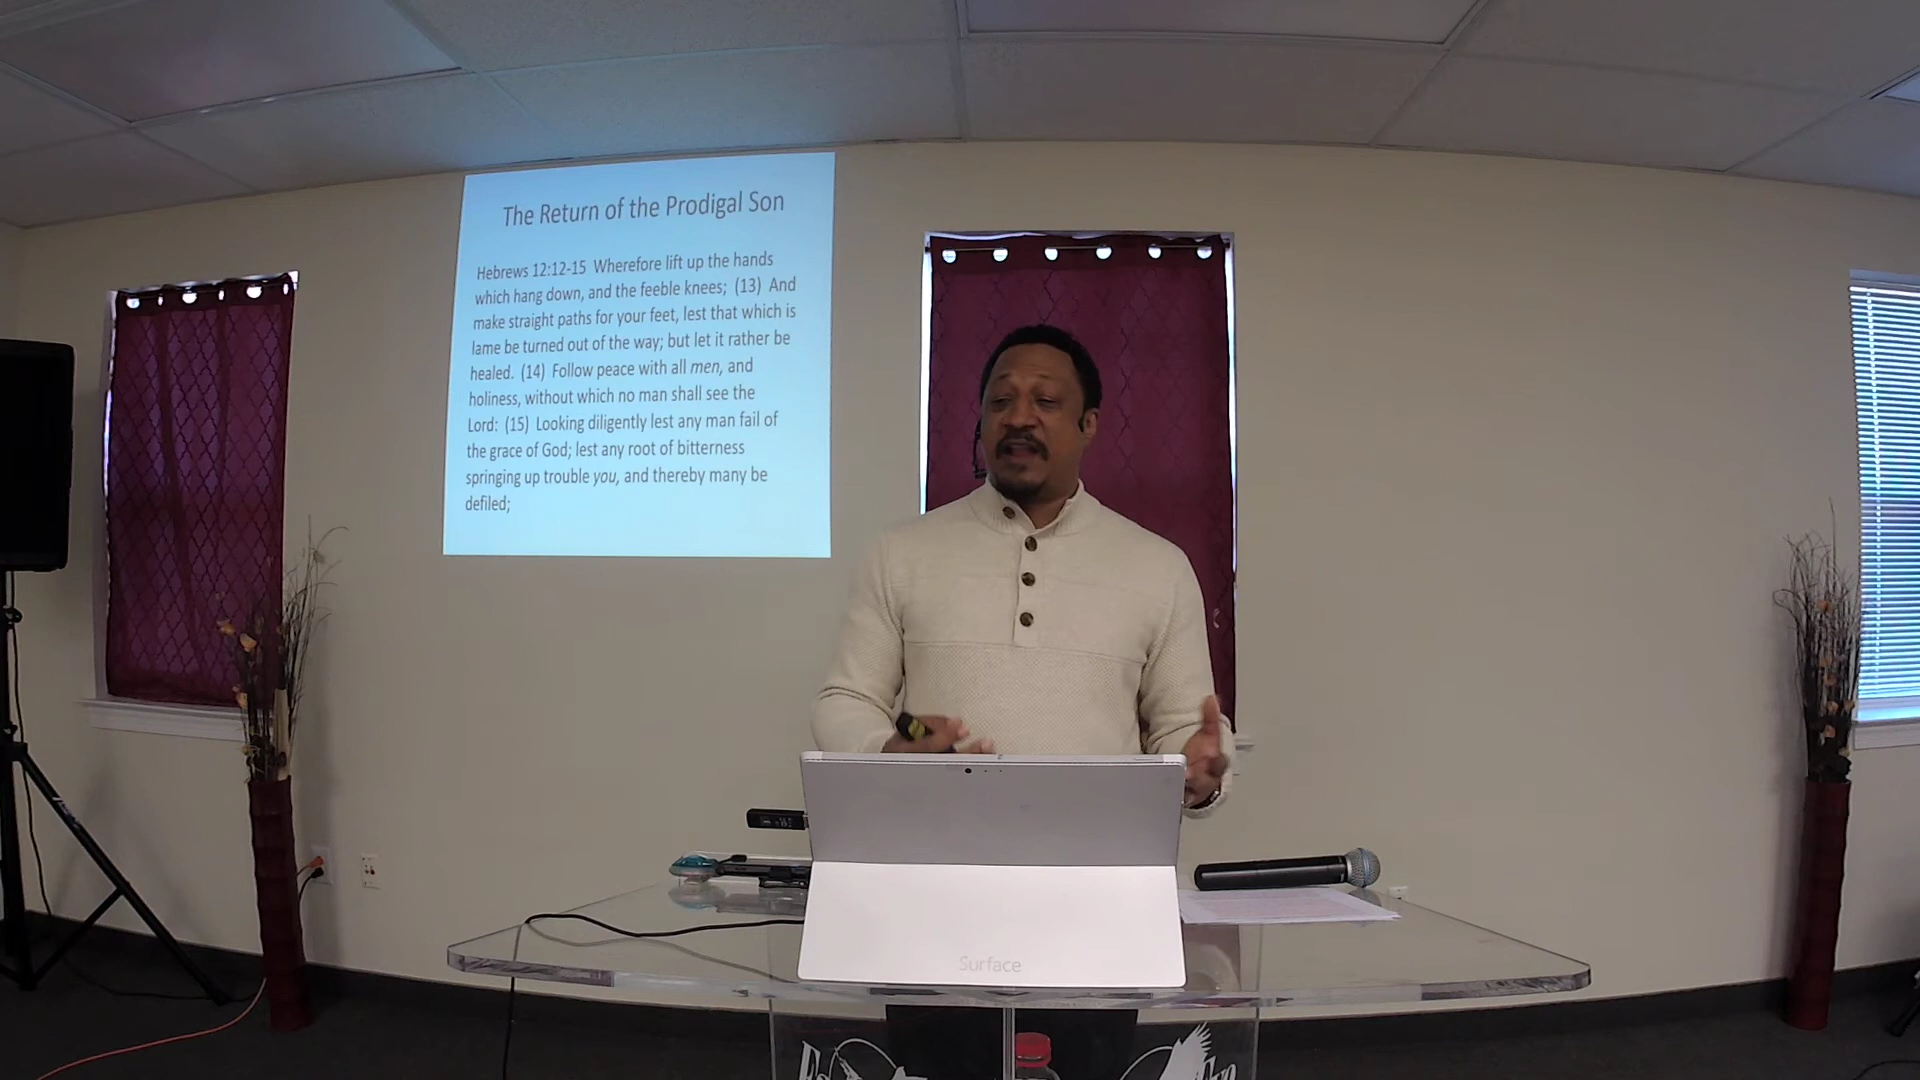 The Return of the Prodigal Son
Hebrews 12:12-15 Wherefore lift up the hands
which hang down, and the feeble knees; (13) And
make straight paths for your feet, lest that which is
lame be turned out of the way; but let it rather be
healed. (14) Follow peace with all men, and
holiness, without which no man shall see the
Lord: (15) Looking diligently lest any man fail of
the grace of God; lest any root of bitterness
springing up trouble you, and thereby many be
defiled;
Surface